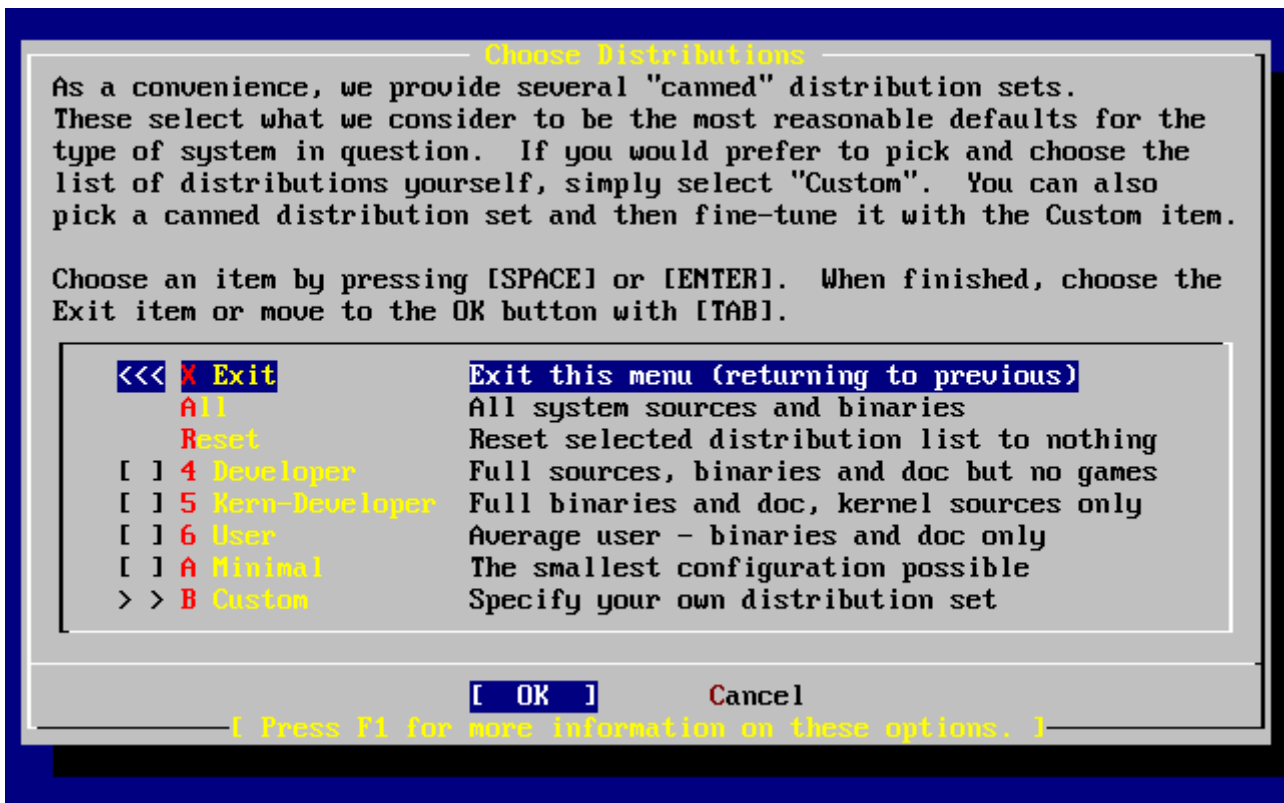 Choose Distributions
As a convenience, we provide several "canned" distribution sets.
These select what we consider to be the most reasonable defaults for the
type of system in question.  If you would prefer to pick and choose the
list of distributions yourself, simply select "Custom".  You can also
pick a canned distribution set and then fine-tune it with the Custom item.
Choose an item by pressing [SPACE] or [ENTER].  When finished, choose the
Exit item or move to the OK button with [TAB].
<<< X Exit Exit this menu (returning to previous)
All All system sources and binaries
Reset Reset selected distribution list to nothing
[ ] 4 Developer Full sources, binaries and doc but no games
[ ] 5 Kern-Developer Full binaries and doc, kernel sources only
[ ] 6 User Average user - binaries and doc only
[ ] A Minimal The smallest configuration possible
> > B Custom Specify your own distribution set
[ OK ] Cancel
[ Press F1 for more information on these options. ]